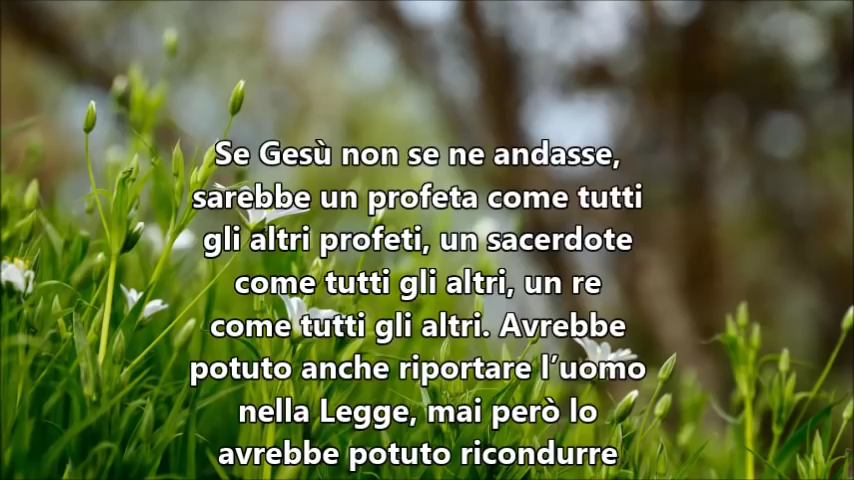 Se Gesù non se ne andasse,
sarebbe un profeta come tutti
gli altri profeti, un sacerdote
come tutti gli altri, un re
come tutti gli altri. Avrebbe
potuto anche riportare l’uomo
nella Legge, mai però lo
avrebbe potuto ricondurre